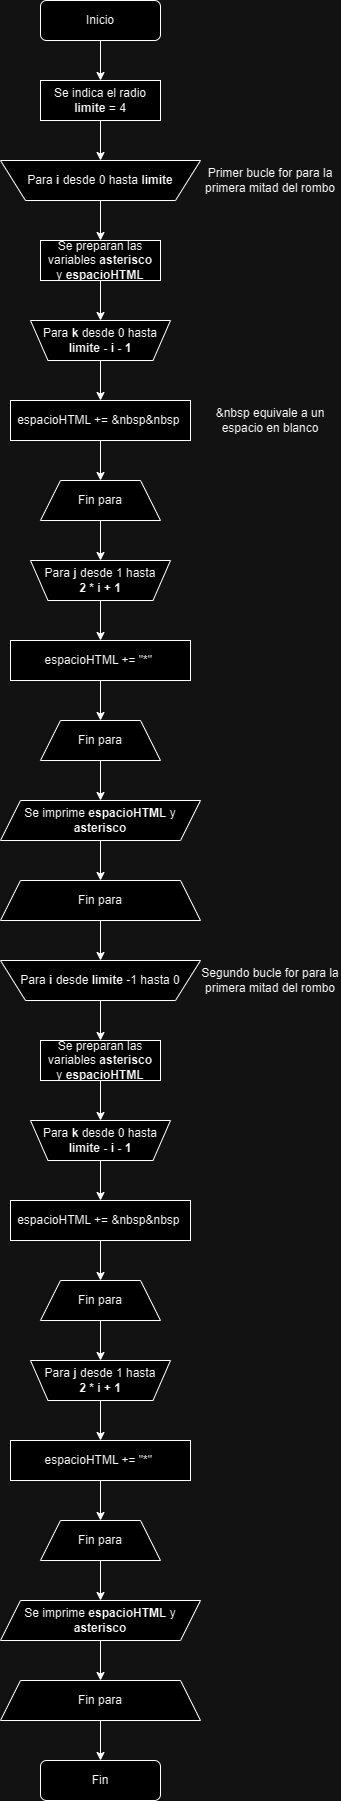 Inicio
Se indica el radio
limite = 4
Para i desde 0 hasta limite
Primer bucle for para la
primera mitad del rombo
Se preparan las
variables asterisco
y espacioHTML
Para k desde 0 hasta
limite - i - 1
espacioHTML += &nbsp&nbsp
&nbsp equivale a un
espacio en blanco
Fin para
Para j desde 1 hasta
2 * i + 1
espacioHTML += "*"
Fin para
Se imprime espacioHTML y
asterisco
Fin para
Para i desde limite -1 hasta 0
Segundo bucle for para la
primera mitad del rombo
Se preparan las
variables asterisco
y espacioHTML
Para k desde 0 hasta
limite - i - 1
espacioHTML += &nbsp&nbsp
Fin para
Para j desde 1 hasta
2 * i + 1
espacioHTML += "*"
Fin para
Se imprime espacioHTML y
asterisco
Fin para
Fin